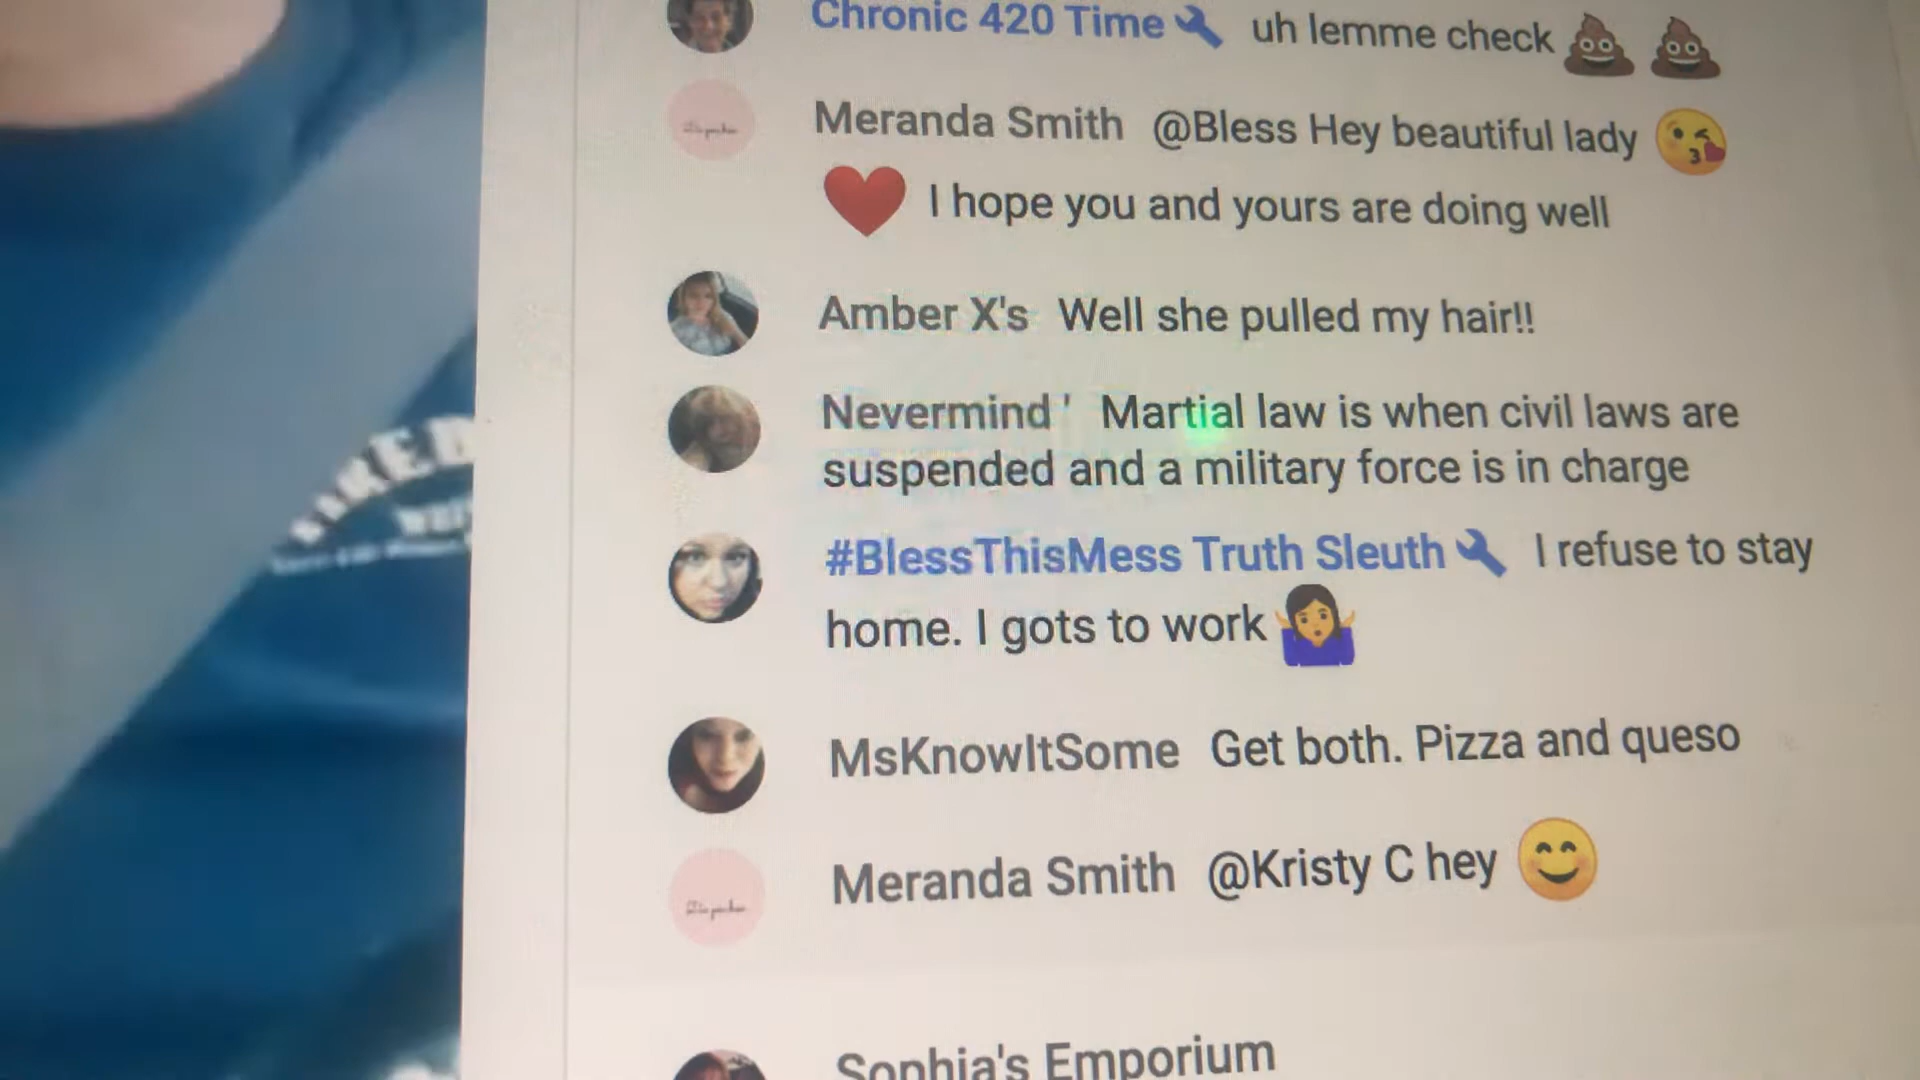 Chronic 420 Time🔧 uh lemme check💩 💩
Meranda Smith @Bless Hey beautiful lady 😘
❤️ I hope you and yours are doing well
Amber X's Well she pulled my hair!!
Nevermind ' Martial law is when civil laws are
suspended and a military force is in charge
#BlessThisMess Truth Sleuth🔧 I refuse to stay
home. I gots to work 🤷‍♀️
MsKnowItSome Get both. Pizza and queso
Meranda Smith @Kristy C hey 😊
Sophia's Emporium